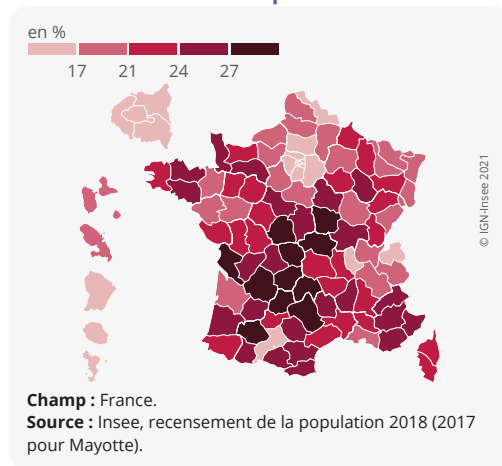 en %
17 21 24 27
© IGN-Insee 2021
Champ : France.
Source : Insee, recensement de la population 2018 (2017
pour Mayotte).